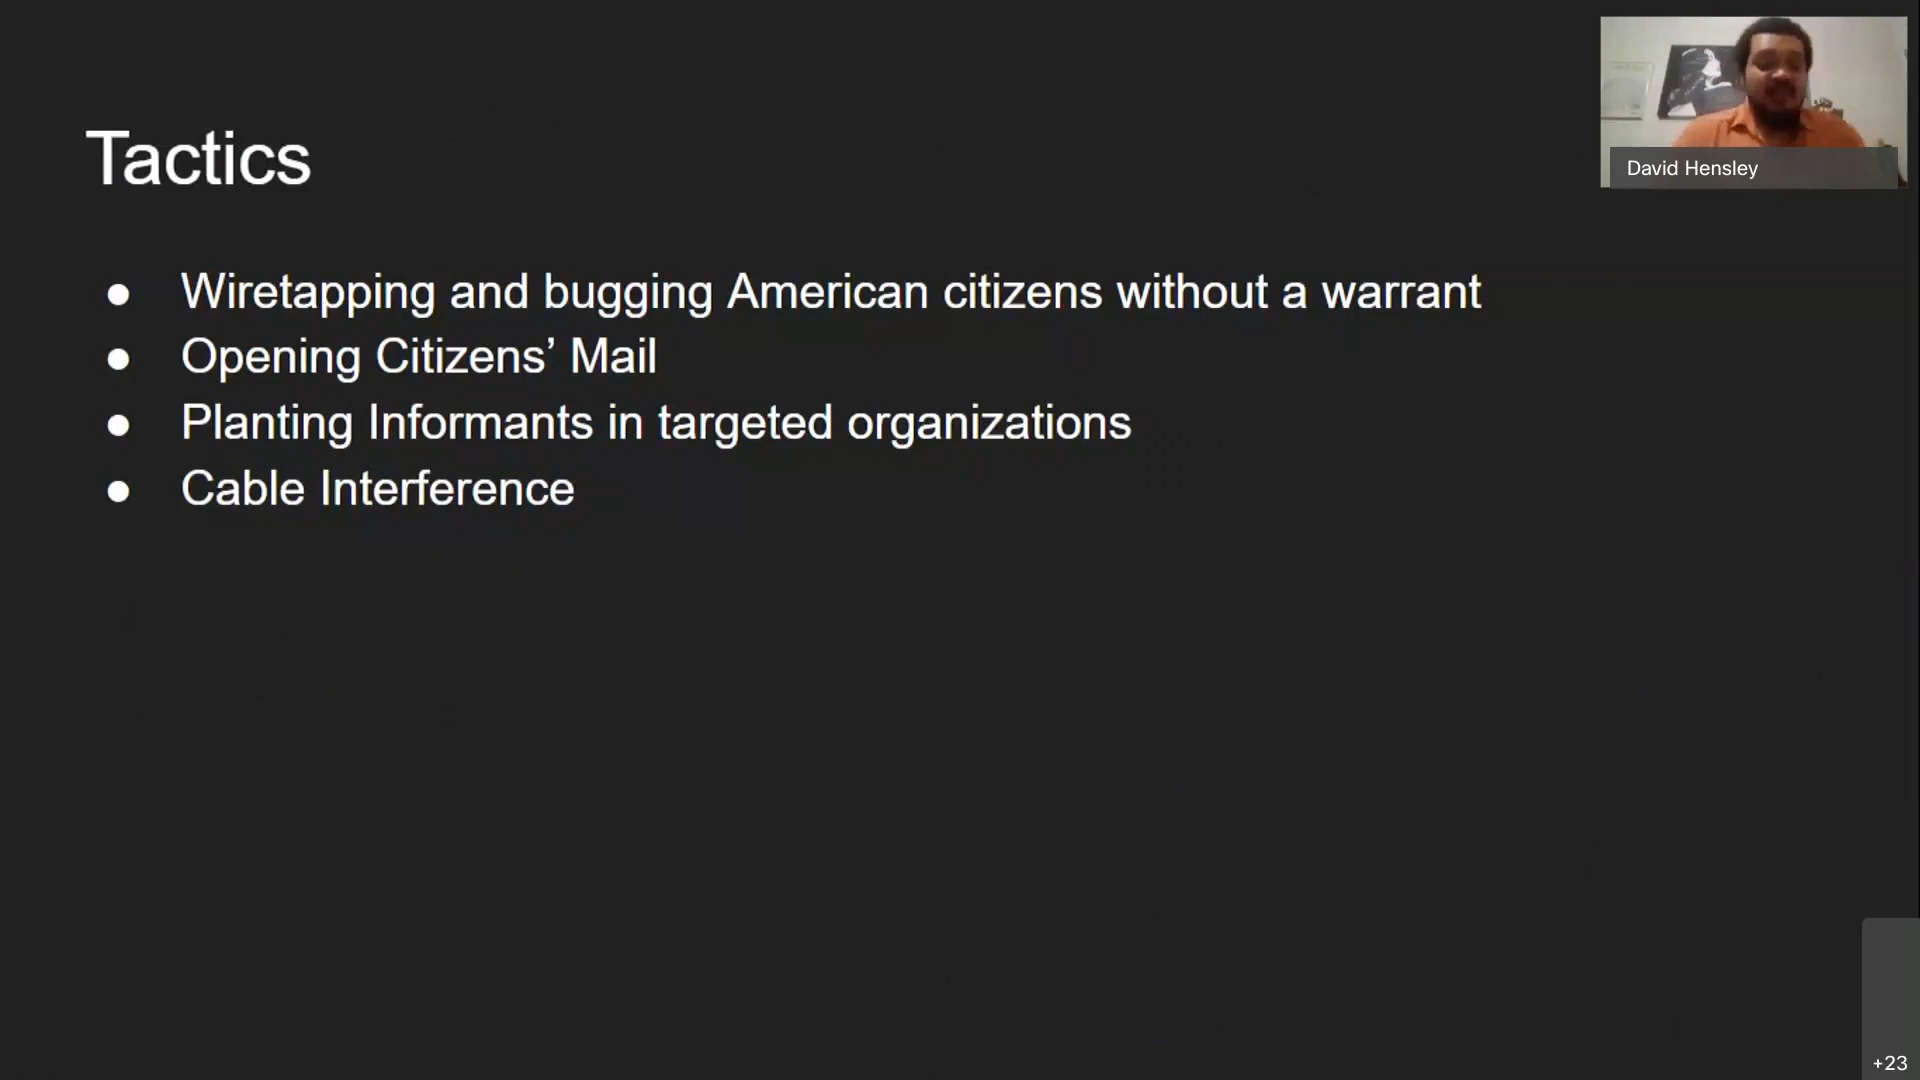 Tactics
● Wiretapping and bugging American citizens without a warrant
● Opening Citizens’ Mail
● Planting Informants in targeted organizations
● Cable Interference
David Hensley
+23